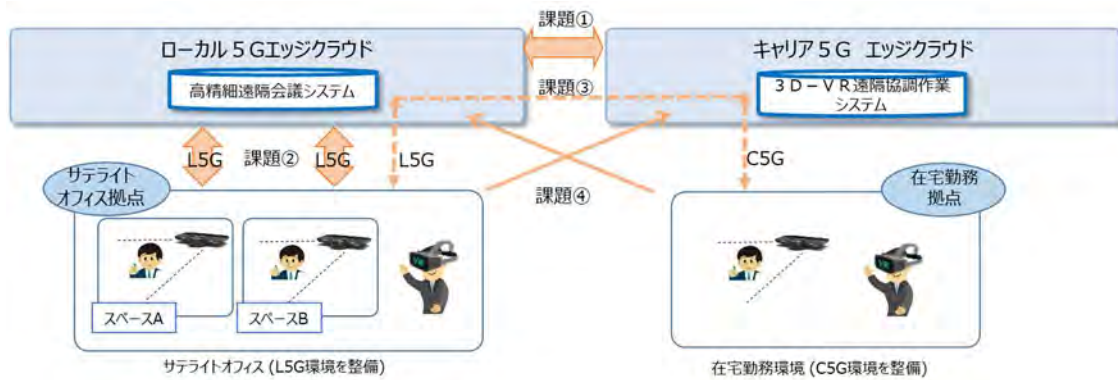 課題①
ローカル5Gエッジクラウド
キャリア5G エッジクラウド
高精細遠隔会議システム
課題③
3D-VR遠隔協調作業
システム
L5G
課題②
L5G
L5G
C5G
サテライト
オフィス拠点
課題④
在宅勤務
拠点
VR
VR
スペースA
スペースB
サテライトオフィス (L5G環境を整備)
在宅勤務環境 (C5G環境を整備)